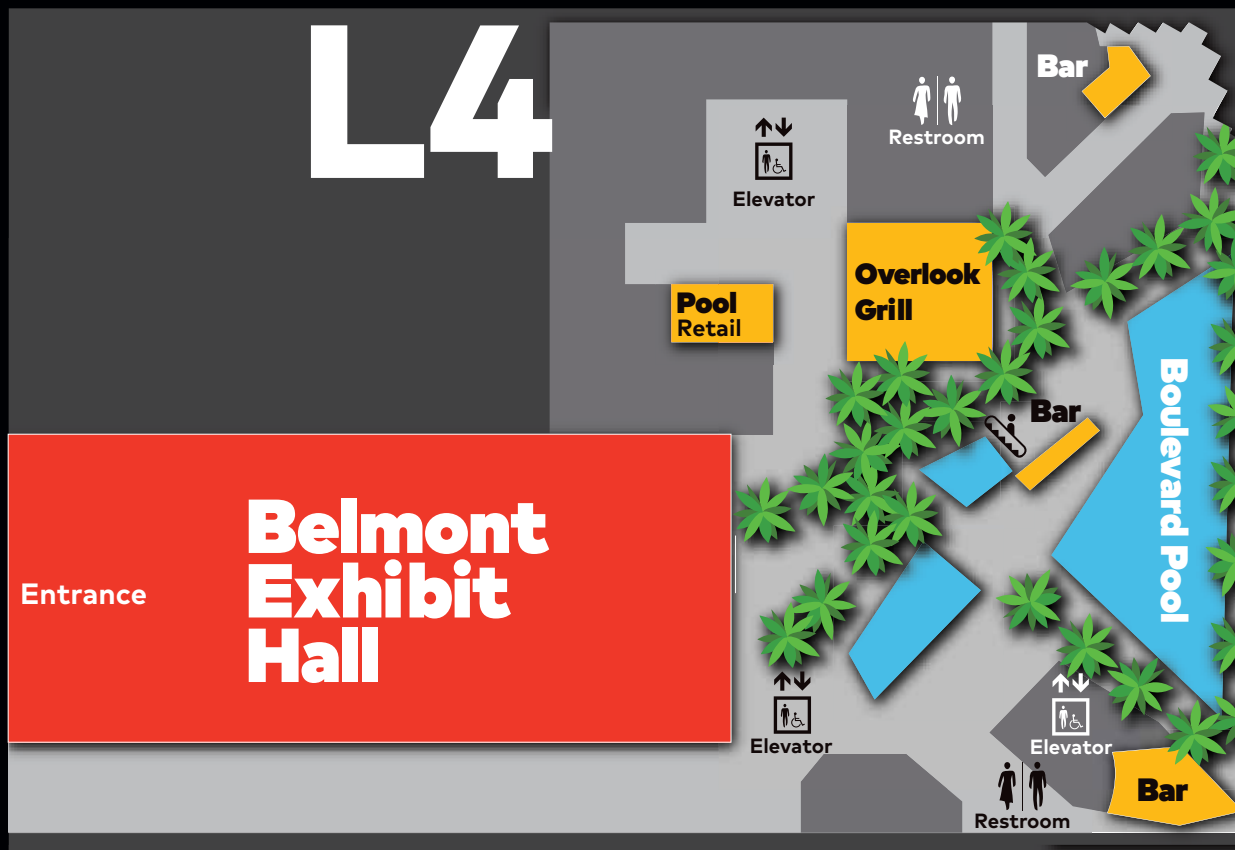 L4
Bar
Restroom
Elevator
Overlook
Grill
Pool
Retail
Bar
Boulevard Pool
Belmont
Exhibit
Hall
Entrance
Elevator
Elevator
Bar
Restroom